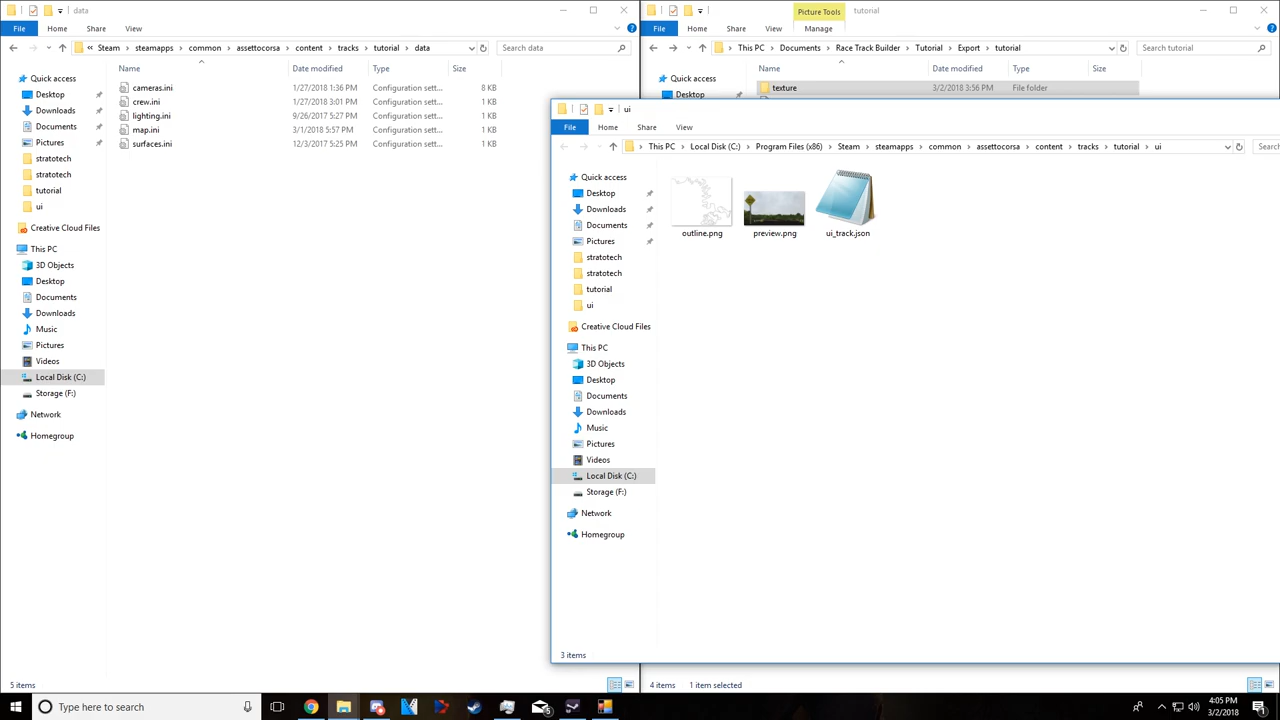 data
File Home Share View
« Steam > steamapps > common > assettocorsa > content > tracks > tutorial > data
Search data
Name Date modified Type Size
Quick access
Desktop
Downloads
Documents
Pictures
stratotech
stratotech
tutorial
ui
Creative Cloud Files
This PC
3D Objects
Desktop
Documents
Downloads
Music
Pictures
Videos
Local Disk (C:)
Storage (F:)
Network
Homegroup
cameras.ini 1/27/2018 1:36 PM Configuration sett... 8 KB
crew.ini 1/27/2018 3:01 PM Configuration sett... 1 KB
lighting.ini 9/26/2017 5:27 PM Configuration sett... 1 KB
map.ini 3/1/2018 5:57 PM Configuration sett... 1 KB
surfaces.ini 12/3/2017 5:25 PM Configuration sett... 1 KB
5 items
Picture Tools tutorial
File Home Share View Manage
> This PC > Documents > Race Track Builder > Tutorial > Export > tutorial
Search tutorial
Name Date modified Type Size
Quick access
Desktop
texture 3/2/2018 3:56 PM File folder
ui
File Home Share View
> This PC > Local Disk (C:) > Program Files (x86) > Steam > steamapps > common > assettocorsa > content > tracks > tutorial > ui
Searc
Quick access
Desktop
Downloads
Documents
Pictures
stratotech
stratotech
tutorial
ui
Creative Cloud Files
This PC
3D Objects
Desktop
Documents
Downloads
Music
Pictures
Videos
Local Disk (C:)
Storage (F:)
Network
Homegroup
outline.png preview.png ui_track.json
3 items
4 items 1 item selected
Type here to search
4:05 PM
3/2/2018